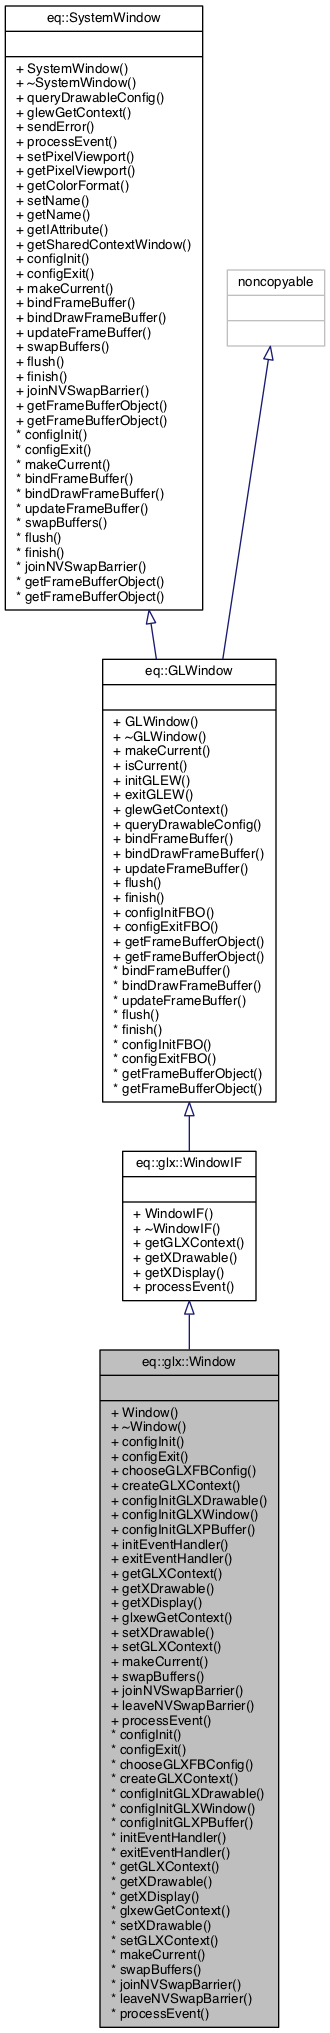 eq::SystemWindow
+ SystemWindow()
+ ~SystemWindow()
+ queryDrawableConfig()
+ glewGetContext()
+ sendError()
+ processEvent()
+ setPixelViewport()
+ getPixelViewport()
+ getColorFormat()
+ setName()
+ getName()
+ getIAttribute()
+ getSharedContextWindow()
+ configInit()
+ configExit()
+ makeCurrent()
+ bindFrameBuffer()
+ bindDrawFrameBuffer()
+ updateFrameBuffer()
+ swapBuffers()
+ flush()
+ finish()
+ joinNVSwapBarrier()
+ getFrameBufferObject()
+ getFrameBufferObject()
* configInit()
* configExit()
* makeCurrent()
* bindFrameBuffer()
* bindDrawFrameBuffer()
* updateFrameBuffer()
* swapBuffers()
* flush()
* finish()
* joinNVSwapBarrier()
* getFrameBufferObject()
* getFrameBufferObject()
noncopyable
eq::GLWindow
+ GLWindow()
+ ~GLWindow()
+ makeCurrent()
+ isCurrent()
+ initGLEW()
+ exitGLEW()
+ glewGetContext()
+ queryDrawableConfig()
+ bindFrameBuffer()
+ bindDrawFrameBuffer()
+ updateFrameBuffer()
+ flush()
+ finish()
+ configInitFBO()
+ configExitFBO()
+ getFrameBufferObject()
+ getFrameBufferObject()
* bindFrameBuffer()
* bindDrawFrameBuffer()
* updateFrameBuffer()
* flush()
* finish()
* configInitFBO()
* configExitFBO()
* getFrameBufferObject()
* getFrameBufferObject()
eq::glx::WindowIF
+ WindowIF()
+ ~WindowIF()
+ getGLXContext()
+ getXDrawable()
+ getXDisplay()
+ processEvent()
eq::glx::Window
+ Window()
+ ~Window()
+ configInit()
+ configExit()
+ chooseGLXFBConfig()
+ createGLXContext()
+ configInitGLXDrawable()
+ configInitGLXWindow()
+ configInitGLXPBuffer()
+ initEventHandler()
+ exitEventHandler()
+ getGLXContext()
+ getXDrawable()
+ getXDisplay()
+ glxewGetContext()
+ setXDrawable()
+ setGLXContext()
+ makeCurrent()
+ swapBuffers()
+ joinNVSwapBarrier()
+ leaveNVSwapBarrier()
+ processEvent()
* configInit()
* configExit()
* chooseGLXFBConfig()
* createGLXContext()
* configInitGLXDrawable()
* configInitGLXWindow()
* configInitGLXPBuffer()
* initEventHandler()
* exitEventHandler()
* getGLXContext()
* getXDrawable()
* getXDisplay()
* glxewGetContext()
* setXDrawable()
* setGLXContext()
* makeCurrent()
* swapBuffers()
* joinNVSwapBarrier()
* leaveNVSwapBarrier()
* processEvent()